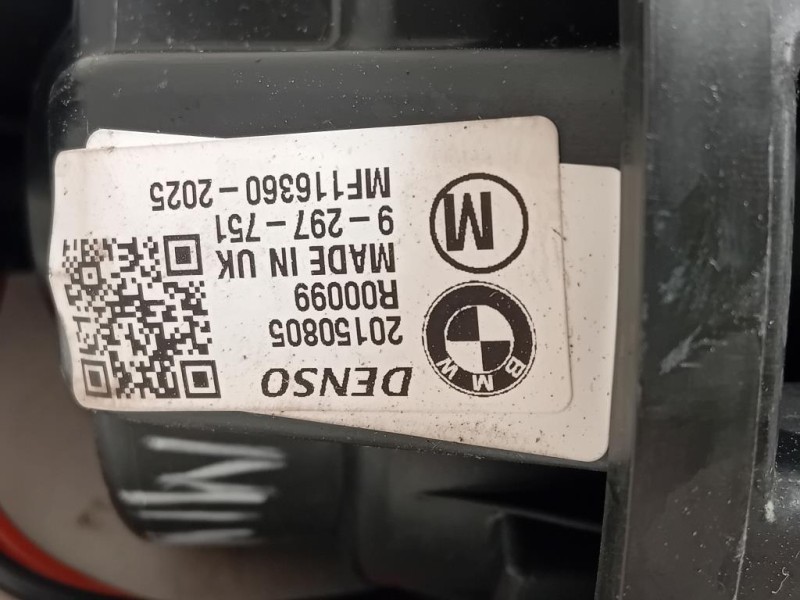 DENSO
20150805
R00099
MADE IN UK
9-297-751
MF116360-2025
BMW
M